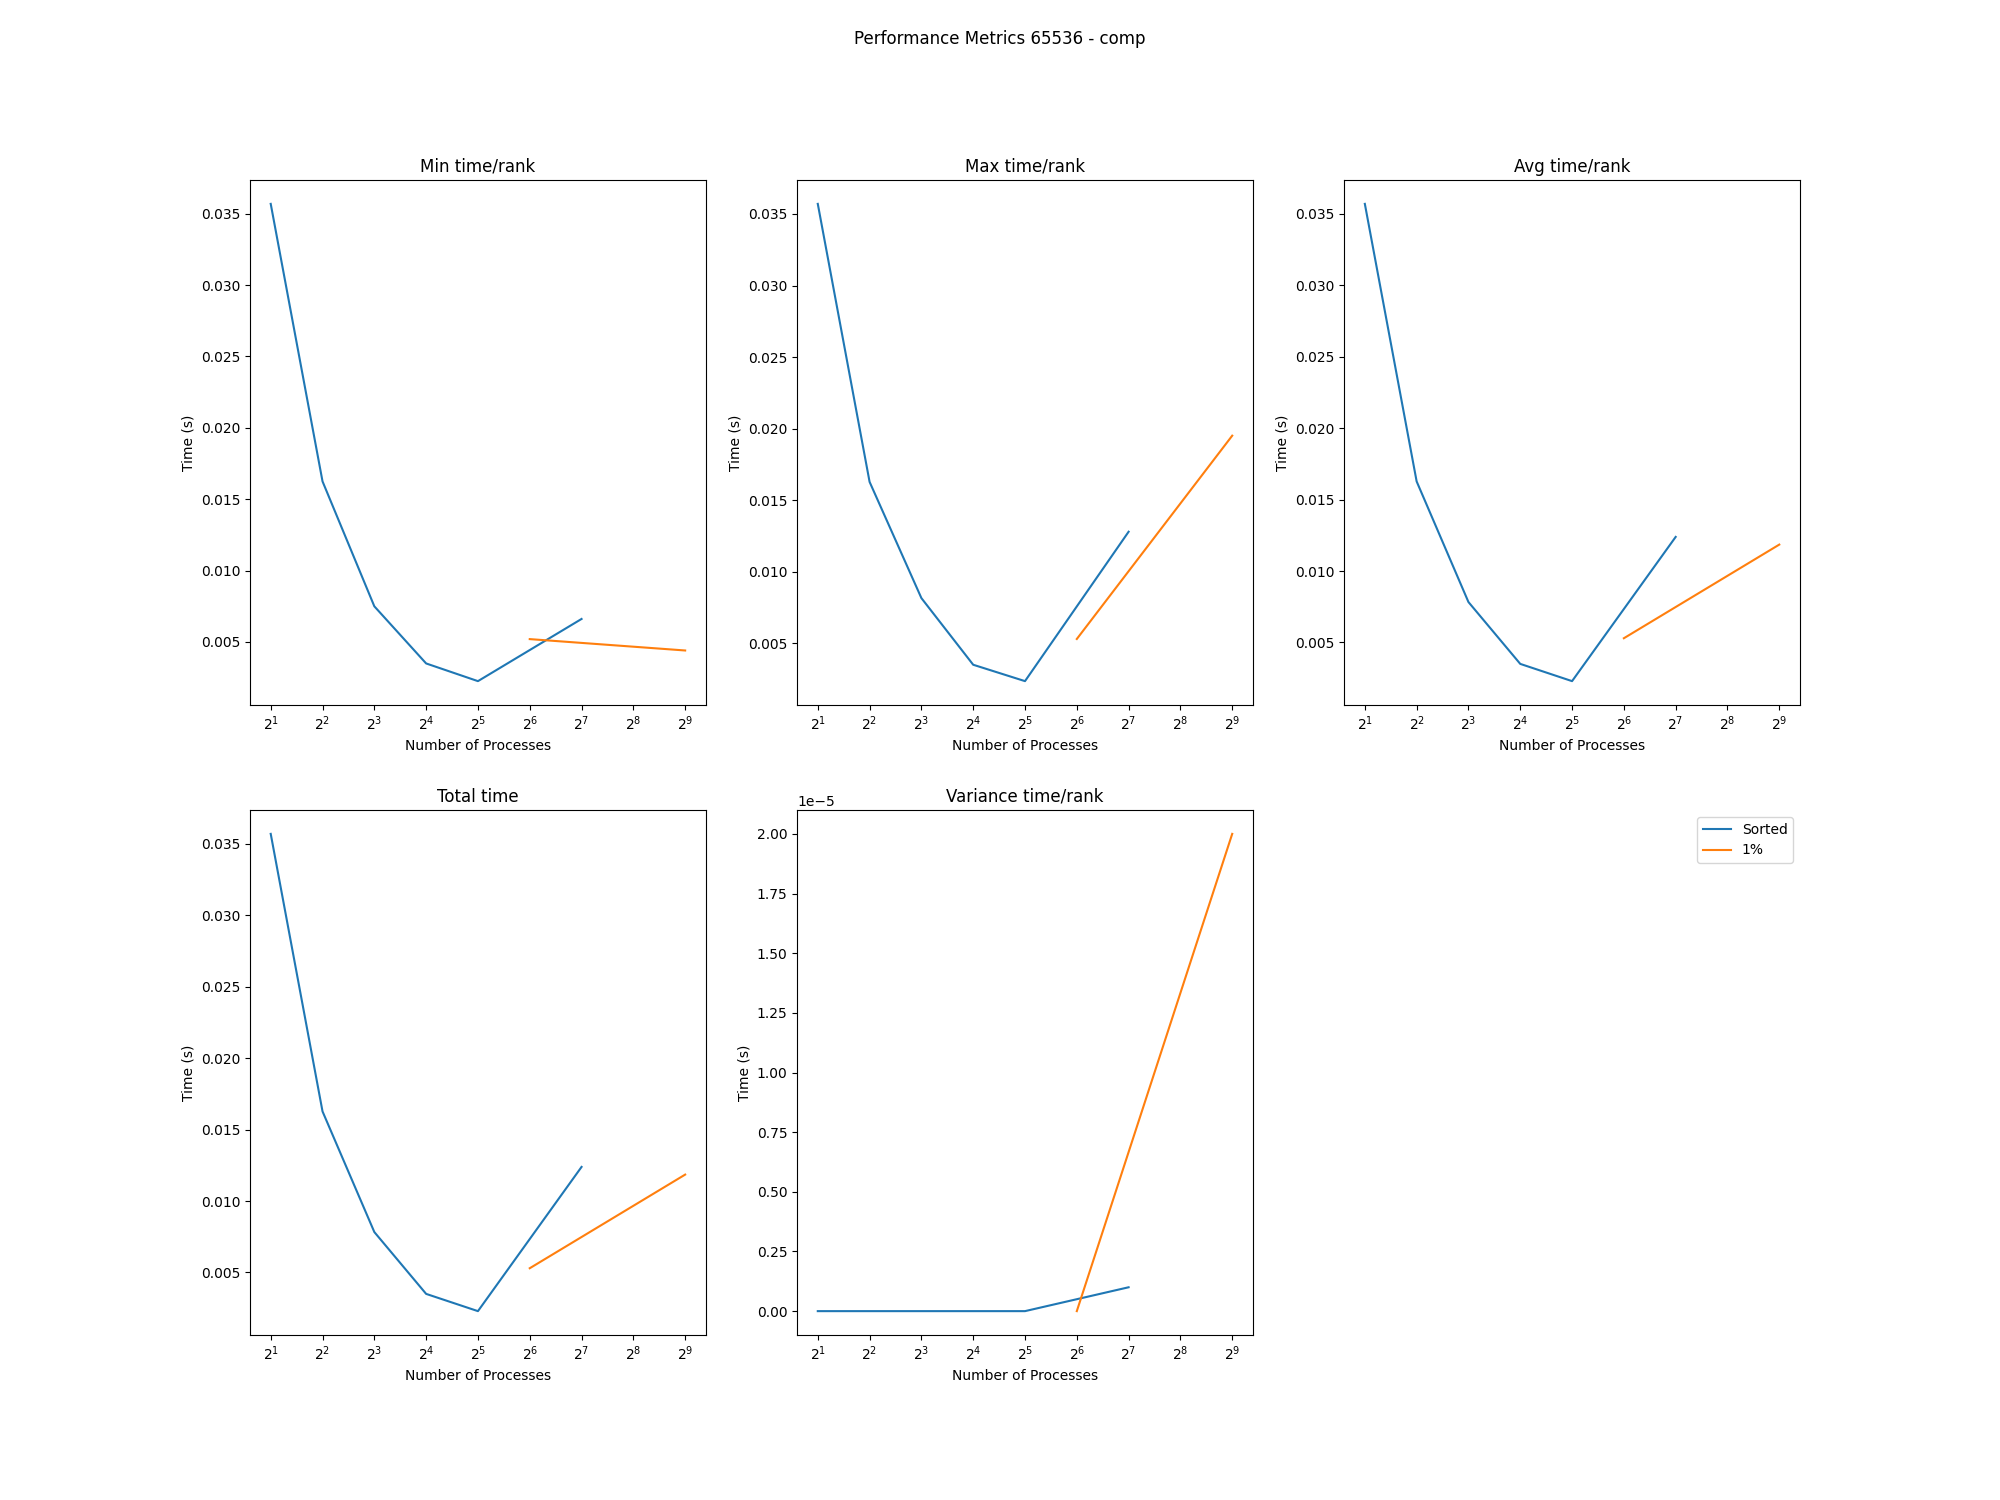 Performance Metrics 65536 - comp
Min time/rank
0.035
0.030
0.025
0.020
0.015
0.010
0.005
Time (s)
2^1 2^2 2^3 2^4 2^5 2^6 2^7 2^8 2^9
Number of Processes
Max time/rank
0.035
0.030
0.025
0.020
0.015
0.010
0.005
Time (s)
2^1 2^2 2^3 2^4 2^5 2^6 2^7 2^8 2^9
Number of Processes
Avg time/rank
0.035
0.030
0.025
0.020
0.015
0.010
0.005
Time (s)
2^1 2^2 2^3 2^4 2^5 2^6 2^7 2^8 2^9
Number of Processes
Total time
0.035
0.030
0.025
0.020
0.015
0.010
0.005
Time (s)
2^1 2^2 2^3 2^4 2^5 2^6 2^7 2^8 2^9
Number of Processes
Variance time/rank
1e−5
2.00
1.75
1.50
1.25
1.00
0.75
0.50
0.25
0.00
Time (s)
2^1 2^2 2^3 2^4 2^5 2^6 2^7 2^8 2^9
Number of Processes
Sorted
1%